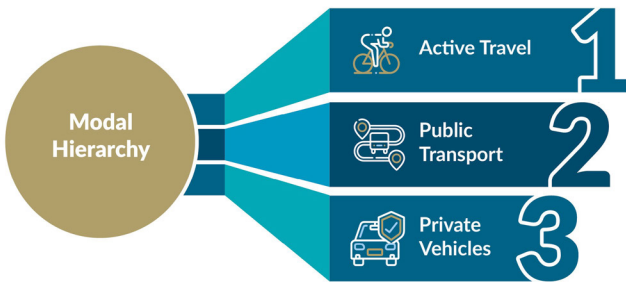 Modal
Hierarchy
Active Travel
1
Public
Transport
2
Private
Vehicles
3